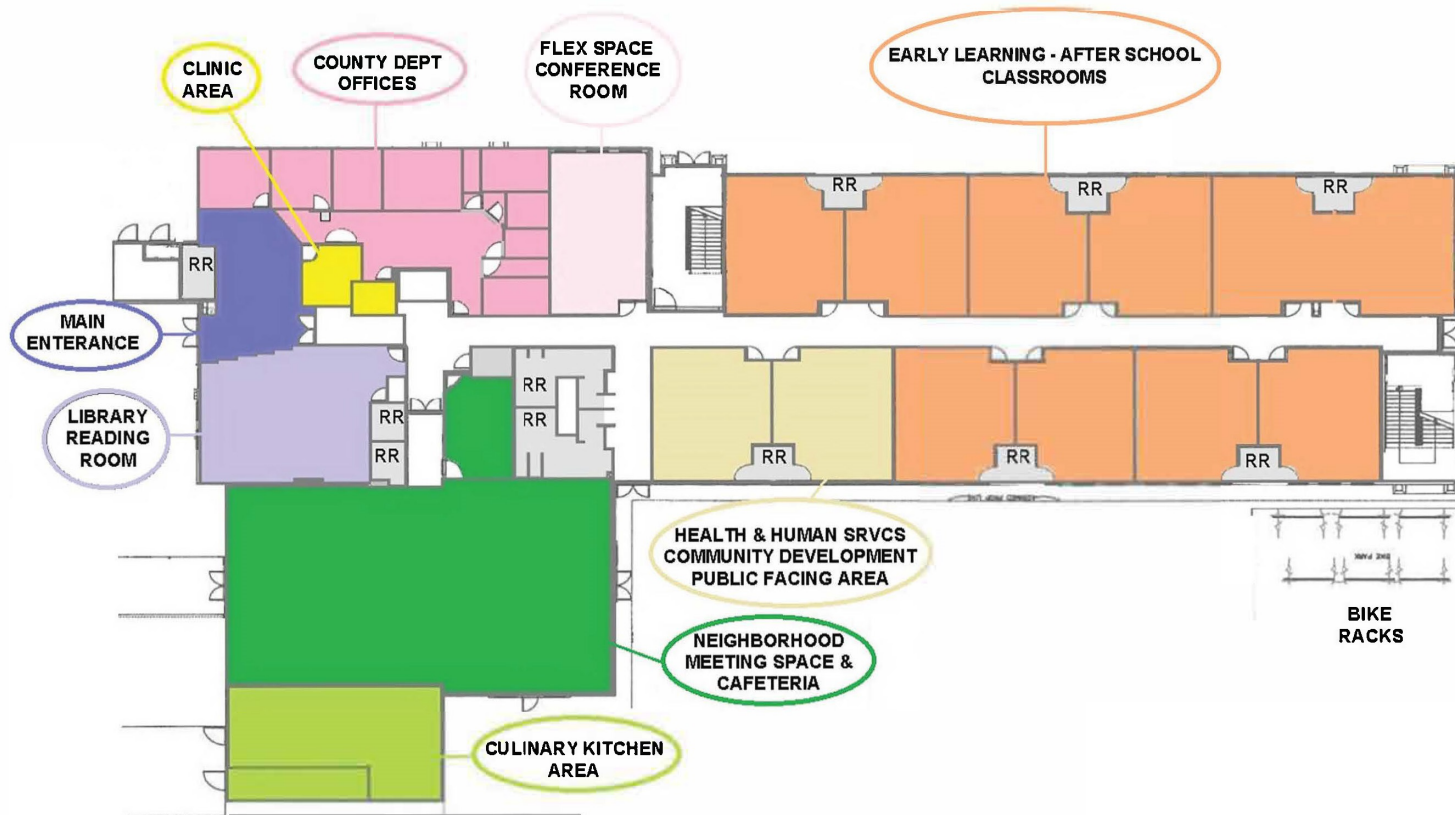 CLINIC
AREA
COUNTY DEPT
OFFICES
FLEX SPACE
CONFERENCE
ROOM
EARLY LEARNING - AFTER SCHOOL
CLASSROOMS
RR
RR
RR
RR
MAIN
ENTERANCE
LIBRARY
READING
ROOM
RR
RR
RR
RR
RR
RR
RR
HEALTH & HUMAN SRVCS
COMMUNITY DEVELOPMENT
PUBLIC FACING AREA
BIKE PARK
BIKE
RACKS
NEIGHBORHOOD
MEETING SPACE &
CAFETERIA
CULINARY KITCHEN
AREA